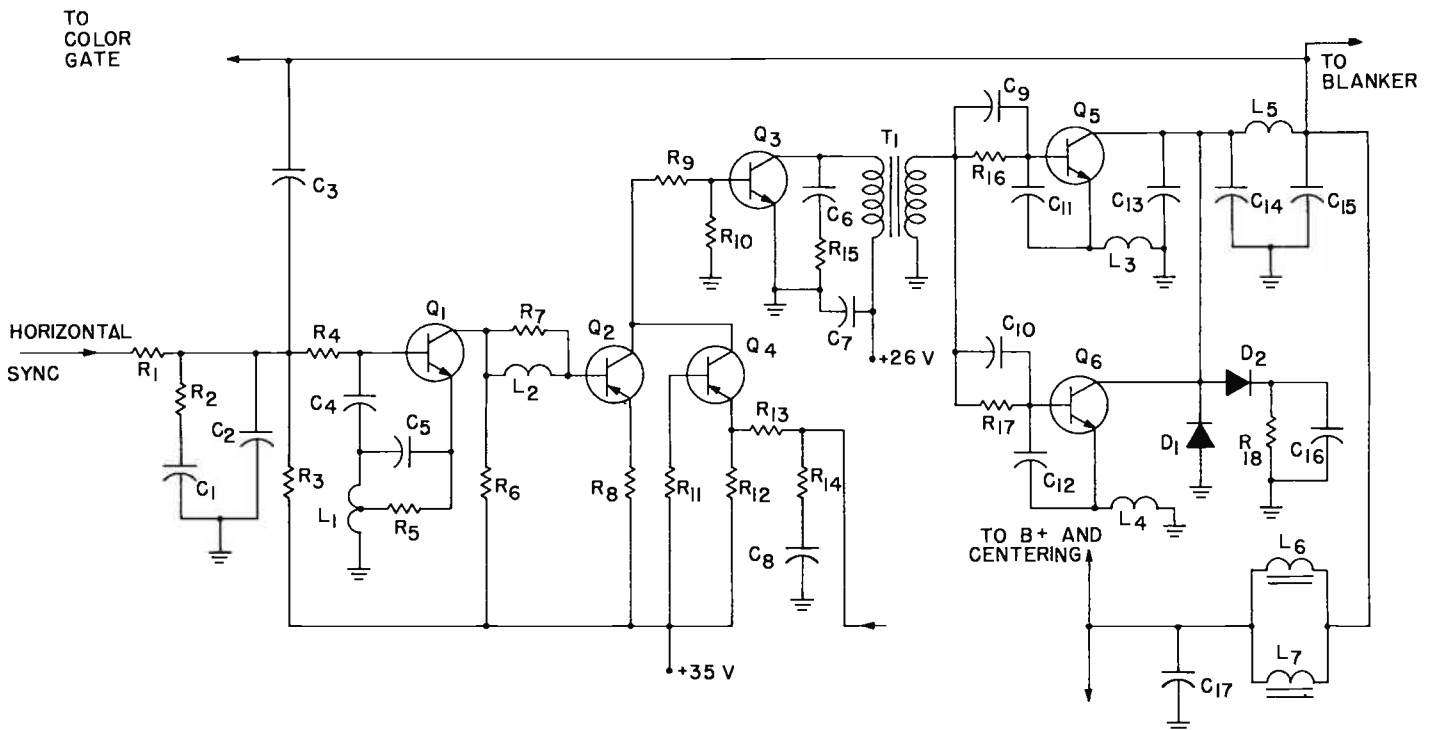 TO
COLOR
GATE
TO
BLANKER
C3
HORIZONTAL
SYNC
R1
R2
C1
C2
R3
R4
C4
L1
C5
R5
Q1
R6
R7
L2
Q2
R8
R9
R10
Q3
Q4
R11
R12
R13
R14
C8
C6
R15
C7
+26 V
+35 V
T1
C9
R16
Q5
C11
L3
C13
C14
L5
C15
C10
R17
Q6
C12
L4
D1
D2
R18
C16
TO B+ AND
CENTERING
L6
L7
C17